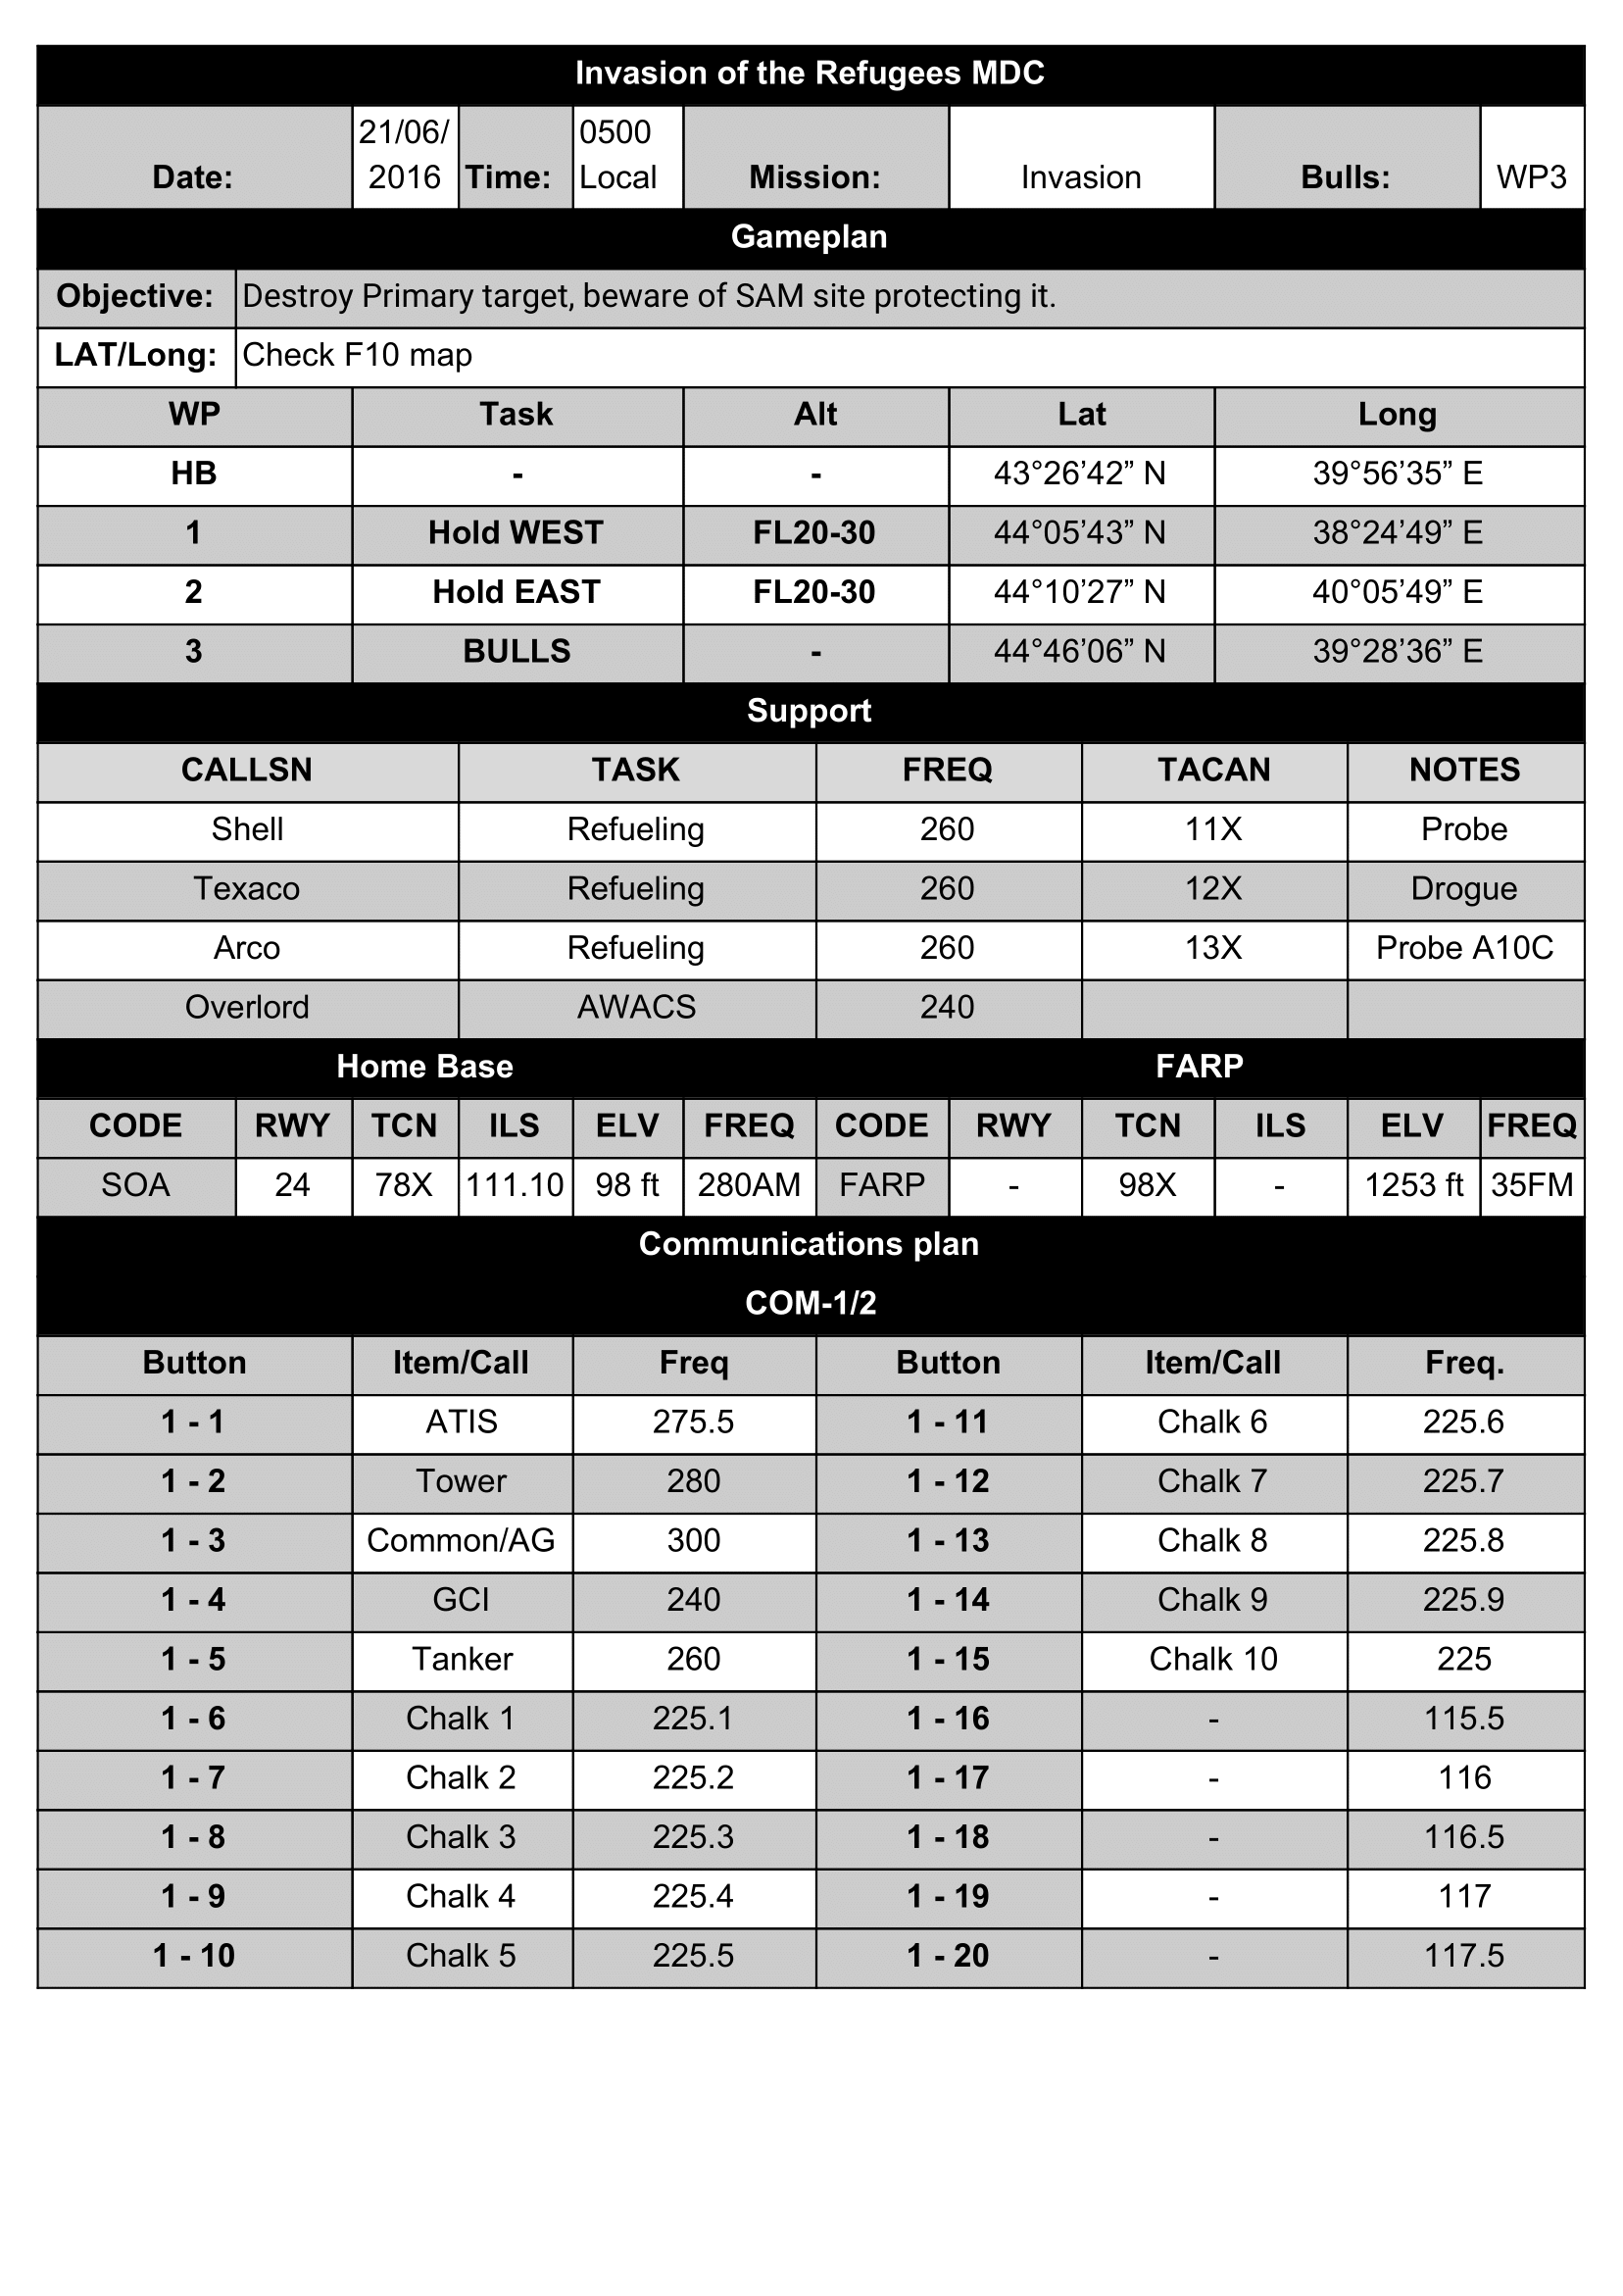 Invasion of the Refugees MDC
Date: 21/06/2016 Time: 0500 Local Mission: Invasion Bulls: WP3
Gameplan
Objective: Destroy Primary target, beware of SAM site protecting it.
LAT/Long: Check F10 map
WP Task Alt Lat Long
HB - - 43°26’42” N 39°56’35” E
1 Hold WEST FL20-30 44°05’43” N 38°24’49” E
2 Hold EAST FL20-30 44°10’27” N 40°05’49” E
3 BULLS - 44°46’06” N 39°28’36” E
Support
CALLSN TASK FREQ TACAN NOTES
Shell Refueling 260 11X Probe
Texaco Refueling 260 12X Drogue
Arco Refueling 260 13X Probe A10C
Overlord AWACS 240
Home Base FARP
CODE RWY TCN ILS ELV FREQ CODE RWY TCN ILS ELV FREQ
SOA 24 78X 111.10 98 ft 280AM FARP - 98X - 1253 ft 35FM
Communications plan
COM-1/2
Button Item/Call Freq Button Item/Call Freq.
1 - 1 ATIS 275.5 1 - 11 Chalk 6 225.6
1 - 2 Tower 280 1 - 12 Chalk 7 225.7
1 - 3 Common/AG 300 1 - 13 Chalk 8 225.8
1 - 4 GCI 240 1 - 14 Chalk 9 225.9
1 - 5 Tanker 260 1 - 15 Chalk 10 225
1 - 6 Chalk 1 225.1 1 - 16 - 115.5
1 - 7 Chalk 2 225.2 1 - 17 - 116
1 - 8 Chalk 3 225.3 1 - 18 - 116.5
1 - 9 Chalk 4 225.4 1 - 19 - 117
1 - 10 Chalk 5 225.5 1 - 20 - 117.5